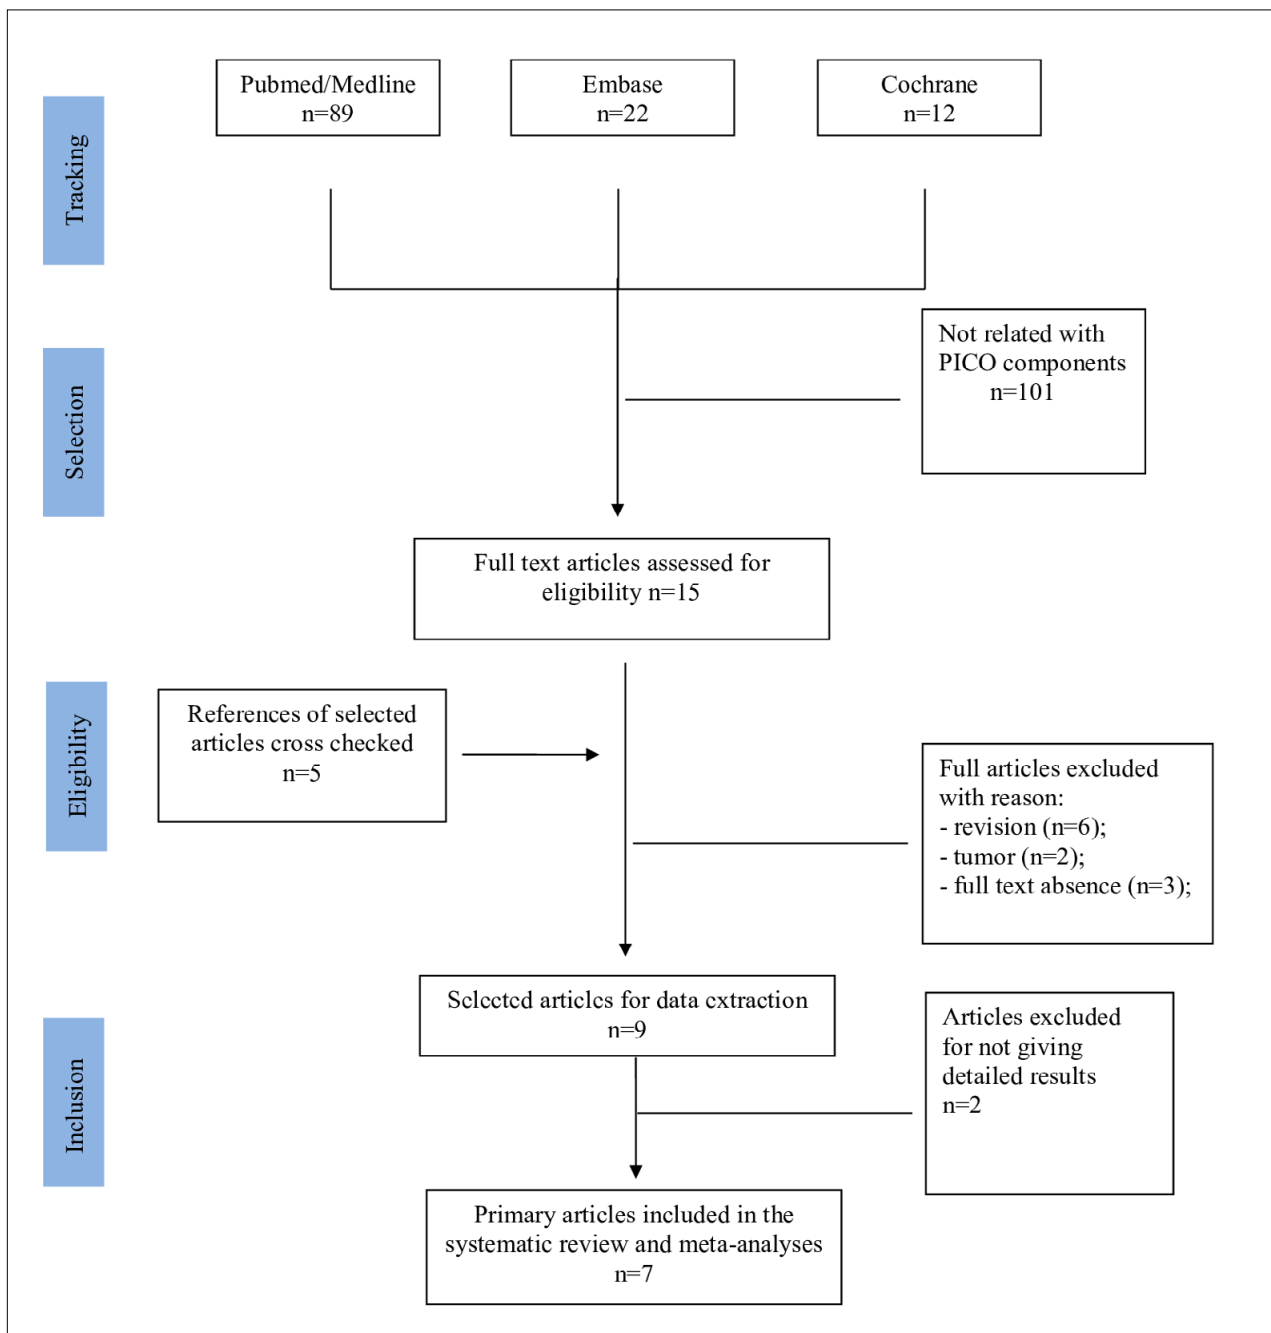 Pubmed/Medline
n=89
Embase
n=22
Cochrane
n=12
Tracking
Not related with
PICO components
n=101
Selection
Full text articles assessed for
eligibility n=15
Eligibility
References of selected
articles cross checked
n=5
Full articles excluded
with reason:
- revision (n=6);
- tumor (n=2);
- full text absence (n=3);
Selected articles for data extraction
n=9
Inclusion
Articles excluded
for not giving
detailed results
n=2
Primary articles included in the
systematic review and meta-analyses
n=7